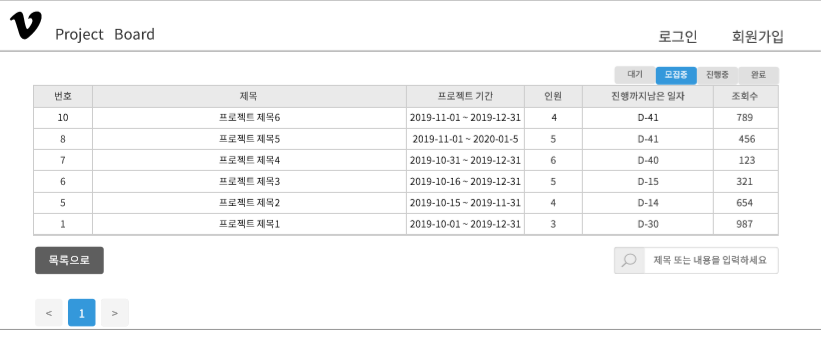 Project Board
로그인 회원가입
대기 모집중 진행중 완료
번호 제목 프로젝트 기간 인원 진행까지남은 일자 조회수
10 프로젝트 제목6 2019-11-01 ~ 2019-12-31 4 D-41 789
8 프로젝트 제목5 2019-11-01 ~ 2020-01-5 5 D-41 456
7 프로젝트 제목4 2019-10-31 ~ 2019-12-31 6 D-40 123
6 프로젝트 제목3 2019-10-16 ~ 2019-12-31 5 D-15 321
5 프로젝트 제목2 2019-10-15 ~ 2019-11-31 4 D-14 654
1 프로젝트 제목1 2019-10-01 ~ 2019-12-31 3 D-30 987
목록으로 제목 또는 내용을 입력하세요
< 1 >